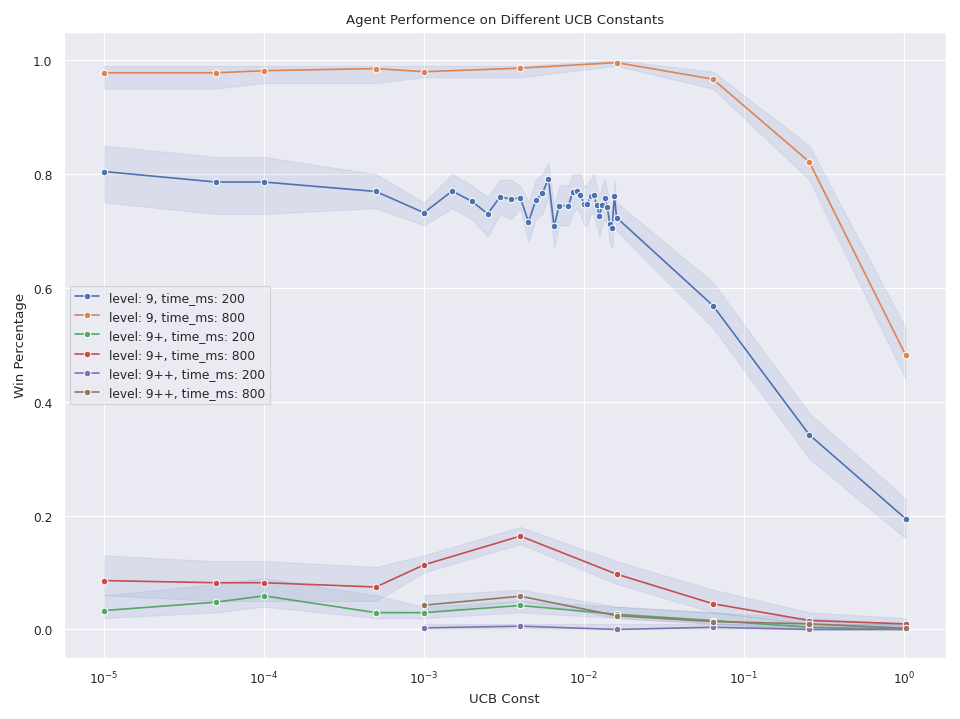 Agent Performence on Different UCB Constants
Win Percentage
1.0
0.8
0.6
0.4
0.2
0.0
level: 9, time_ms: 200
level: 9, time_ms: 800
level: 9+, time_ms: 200
level: 9+, time_ms: 800
level: 9++, time_ms: 200
level: 9++, time_ms: 800
10⁻⁵ 10⁻⁴ 10⁻³ 10⁻² 10⁻¹ 10⁰
UCB Const